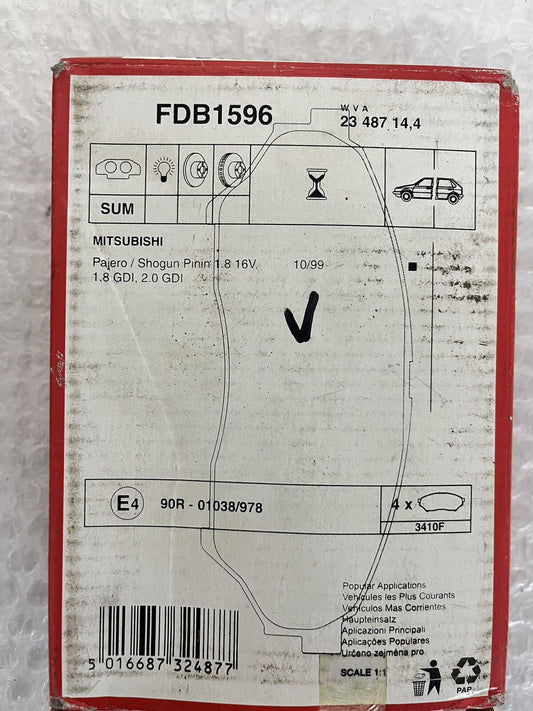 FDB1596
W V A
23 487 14,4
SUM
MITSUBISHI
Pajero / Shogun Pinin 1.8 16V,
1.8 GDI, 2.0 GDI
10/99
E4
90R - 01038/978
4 x
3410F
Popular Applications
Vehicules les Plus Courants
Vehiculos Mas Corrientes
Haupteinsatz
Aplicazioni Principali
Aplicações Populares
Určeno zejména pro
SCALE 1:1
5 016687 324877
PAP